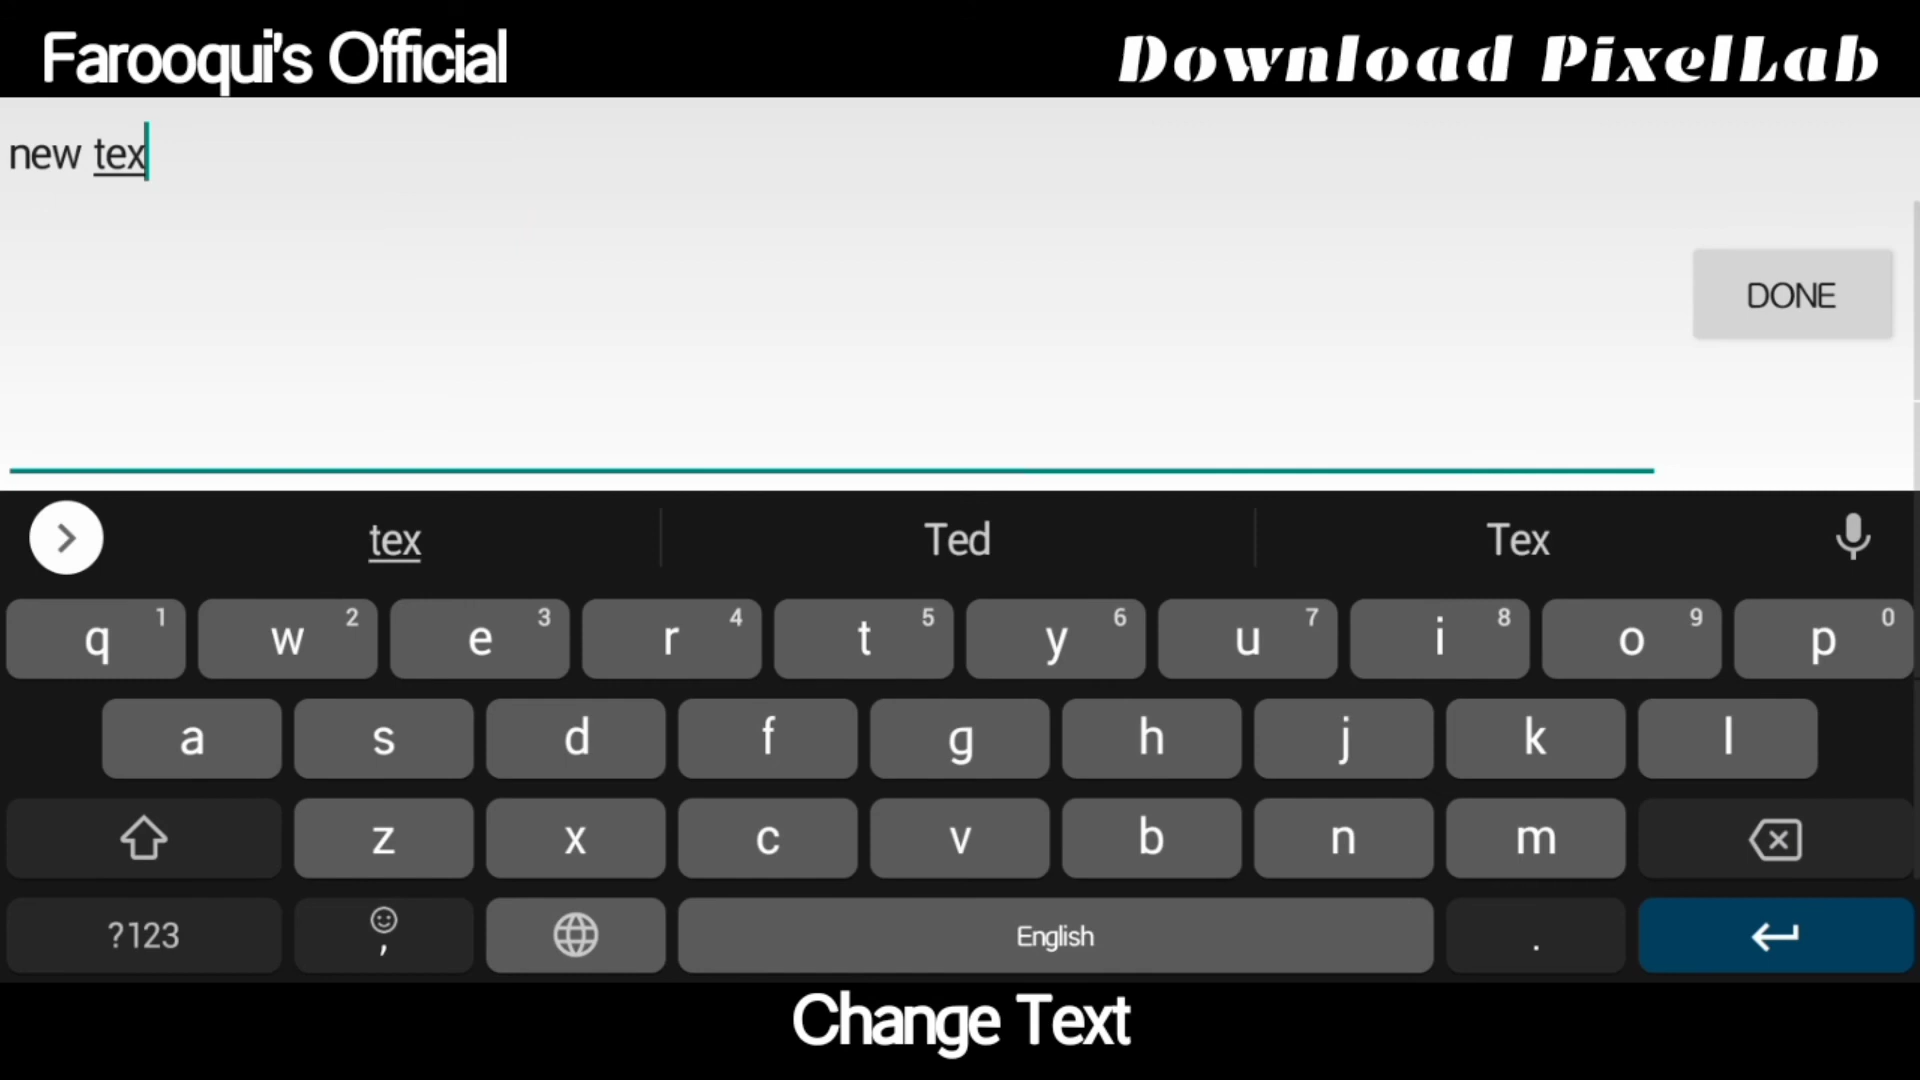 Farooqui's Official
Download PixelLab
new tex
DONE
tex Ted Tex
q 1 w 2 e 3 r 4 t 5 y 6 u 7 i 8 o 9 p 0
a s d f g h j k l
z x c v b n m
?123 , English .
Change Text